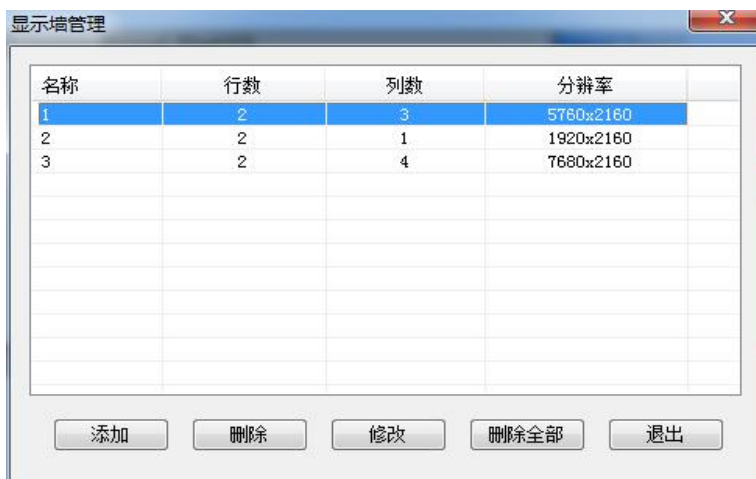 显示墙管理
名称 行数 列数 分辨率
1 2 3 5760x2160
2 2 1 1920x2160
3 2 4 7680x2160
添加 删除 修改 删除全部 退出